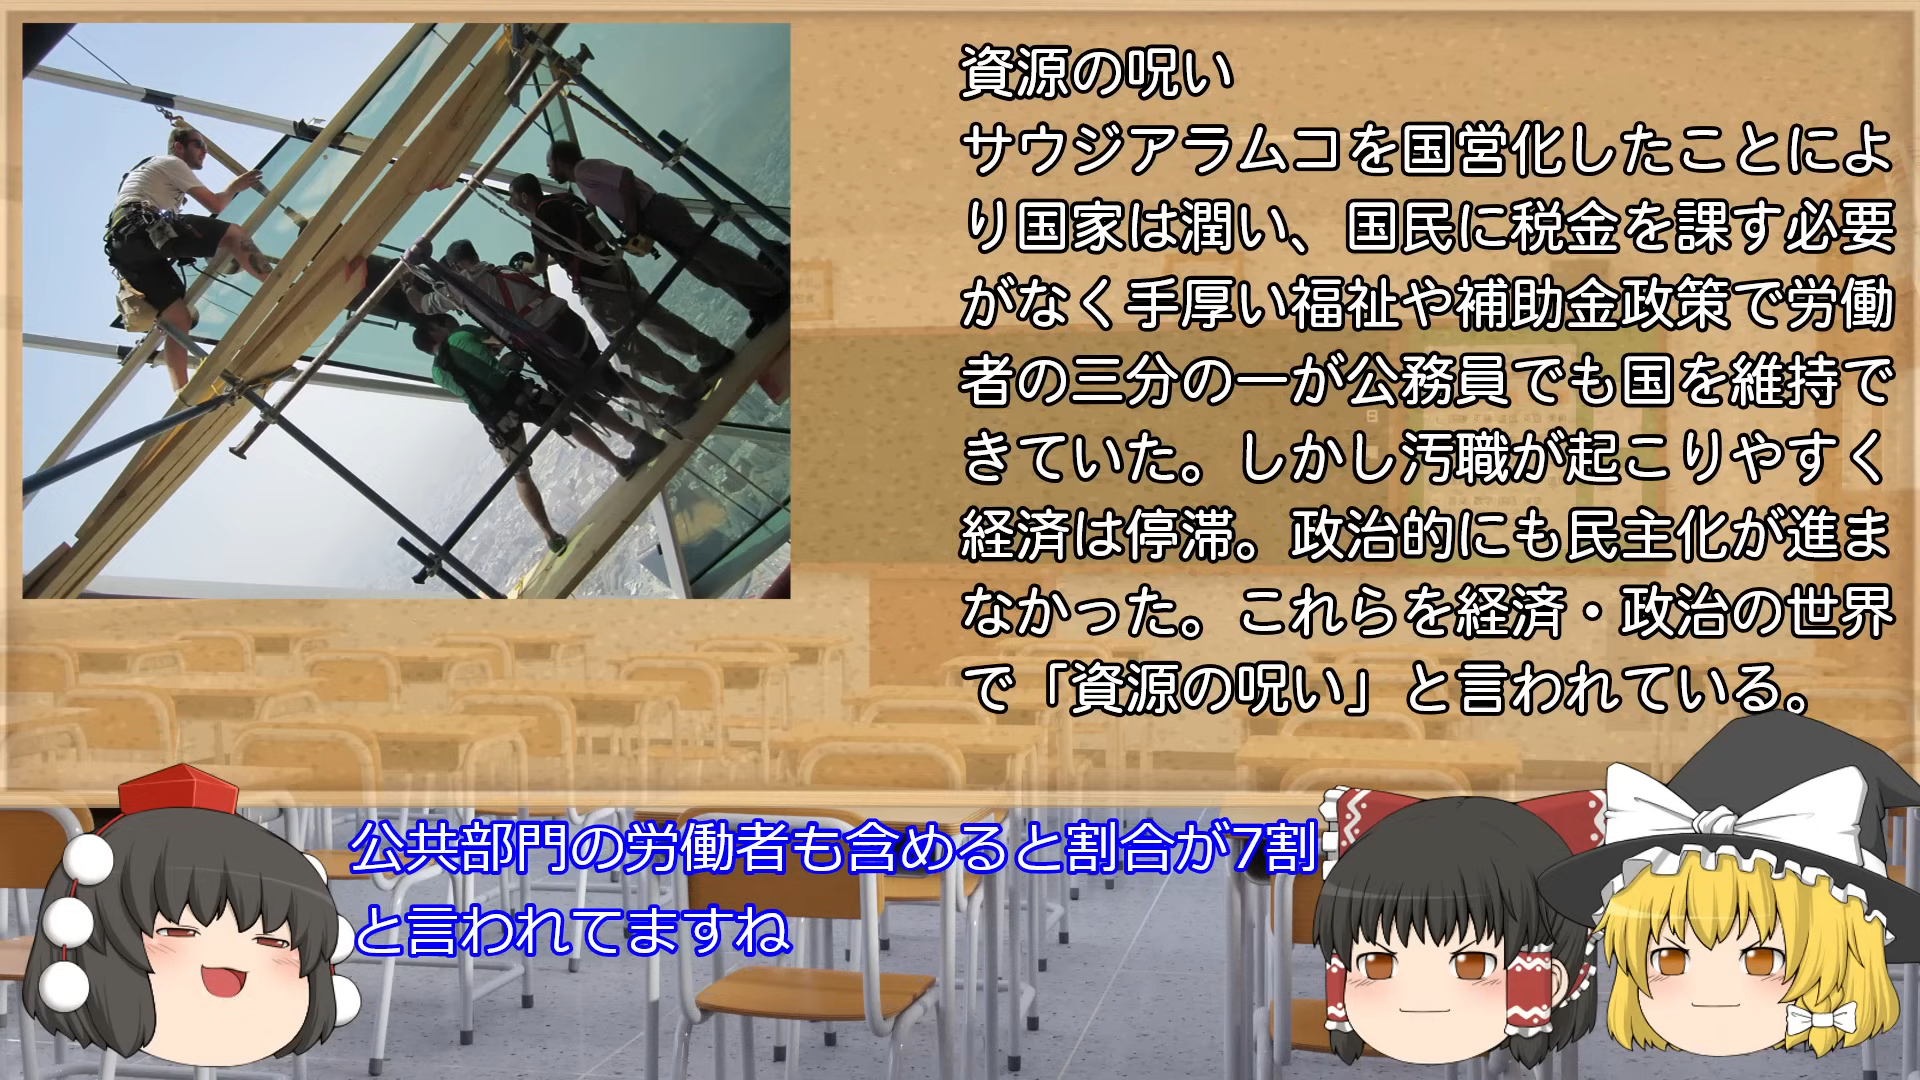 資源の呪い
サウジアラムコを国営化したことによ
り国家は潤い、国民に税金を課す必要
がなく手厚い福祉や補助金政策で労働
者の三分の一が公務員でも国を維持で
きていた。しかし汚職が起こりやすく
経済は停滞。政治的にも民主化が進ま
なかった。これらを経済・政治の世界
で「資源の呪い」と言われている。
公共部門の労働者も含めると割合が7割
と言われてますね